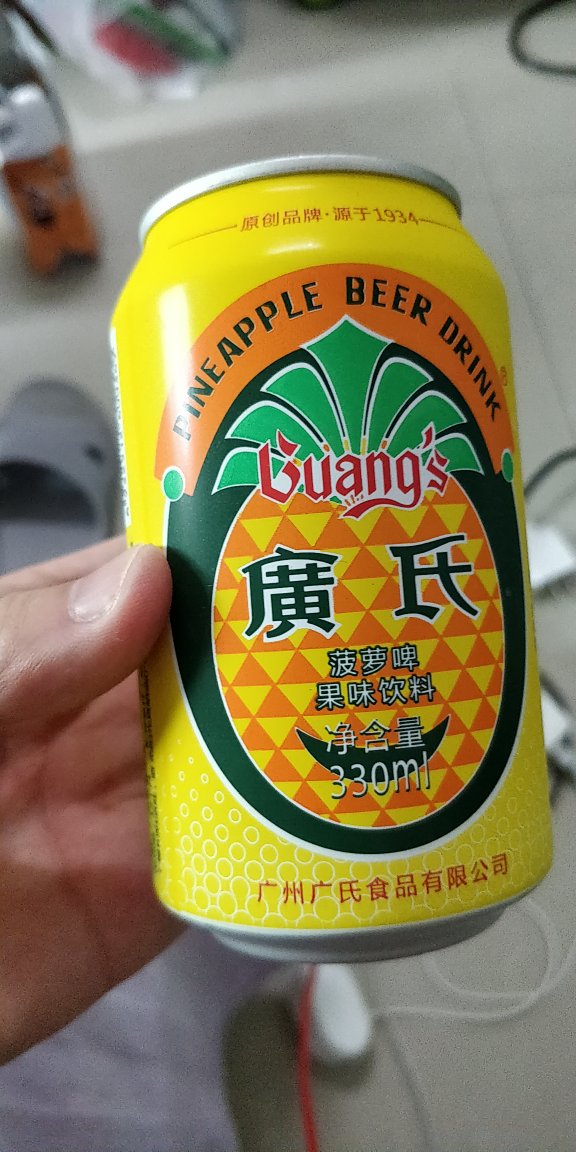 原创品牌·源于1934
PINEAPPLE BEER DRINK
®
Guang's
廣氏
菠萝啤
果味饮料
净含量
330ml
广州广氏食品有限公司